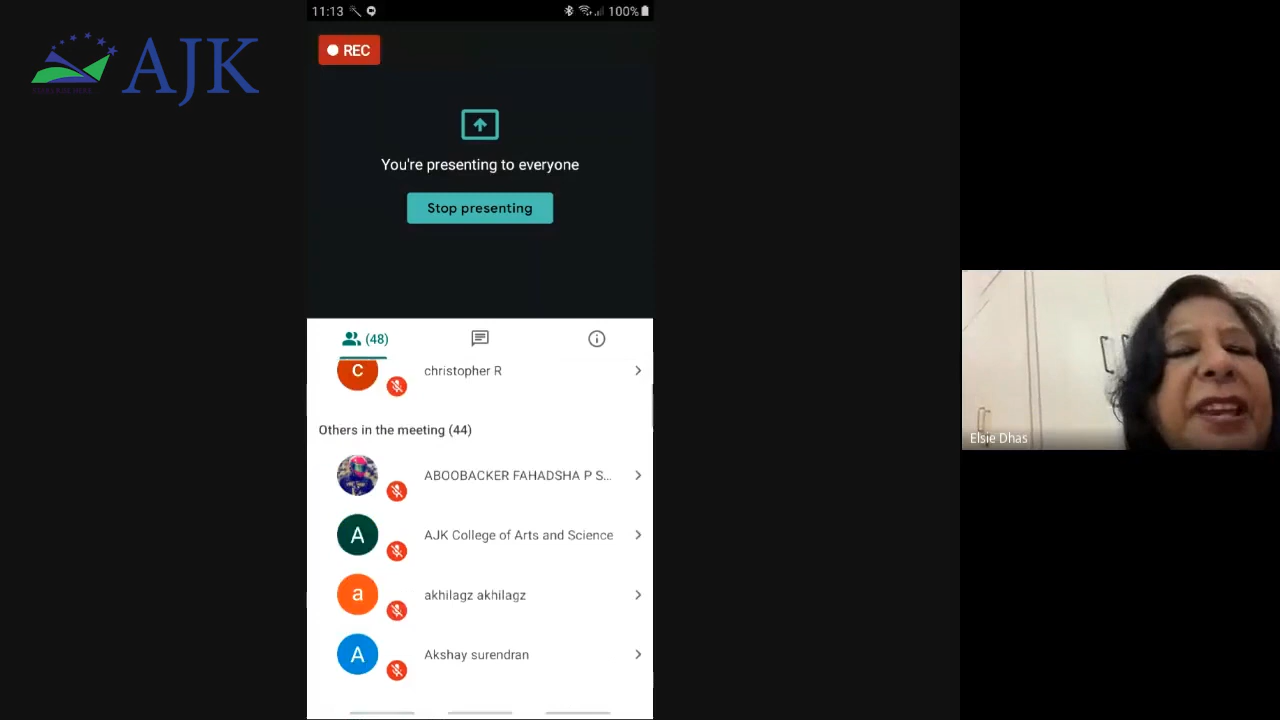 11:13
100%
AJK
REC
You're presenting to everyone
Stop presenting
(48)
C
christopher R
Others in the meeting (44)
ABOOBACKER FAHADSHA P S...
A
AJK College of Arts and Science
a
akhilagz akhilagz
A
Akshay surendran
Elsie Dhas